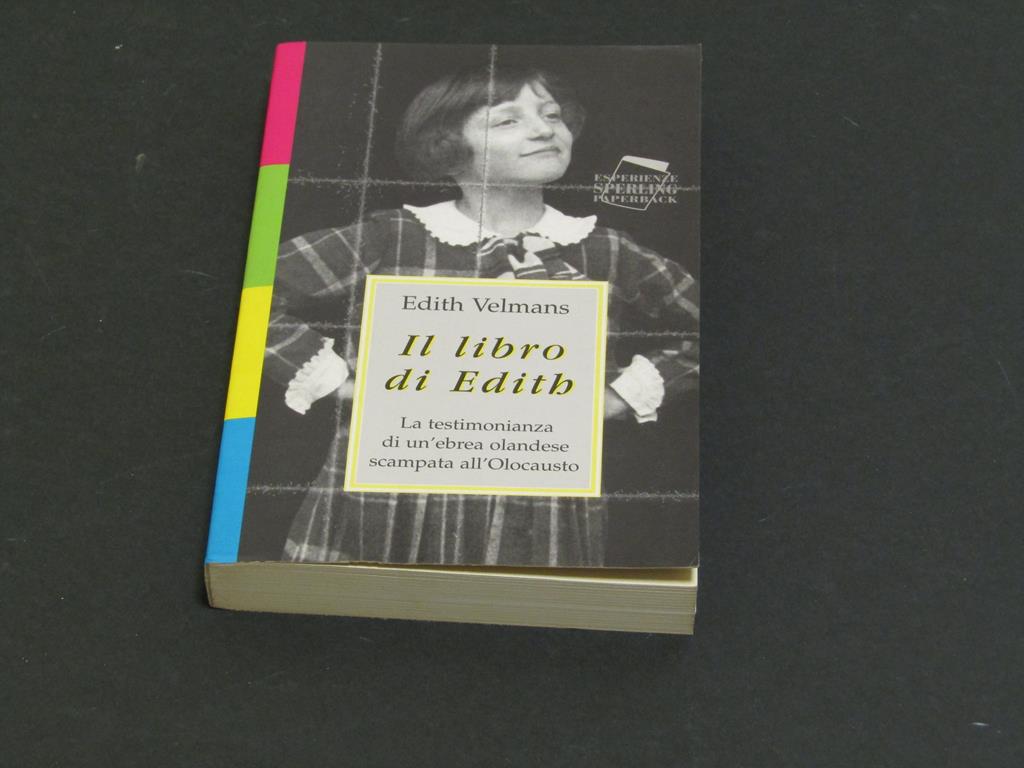 ESPERIENZE
SPERLING
PAPERBACK
Edith Velmans
Il libro
di Edith
La testimonianza
di un'ebrea olandese
scampata all'Olocausto